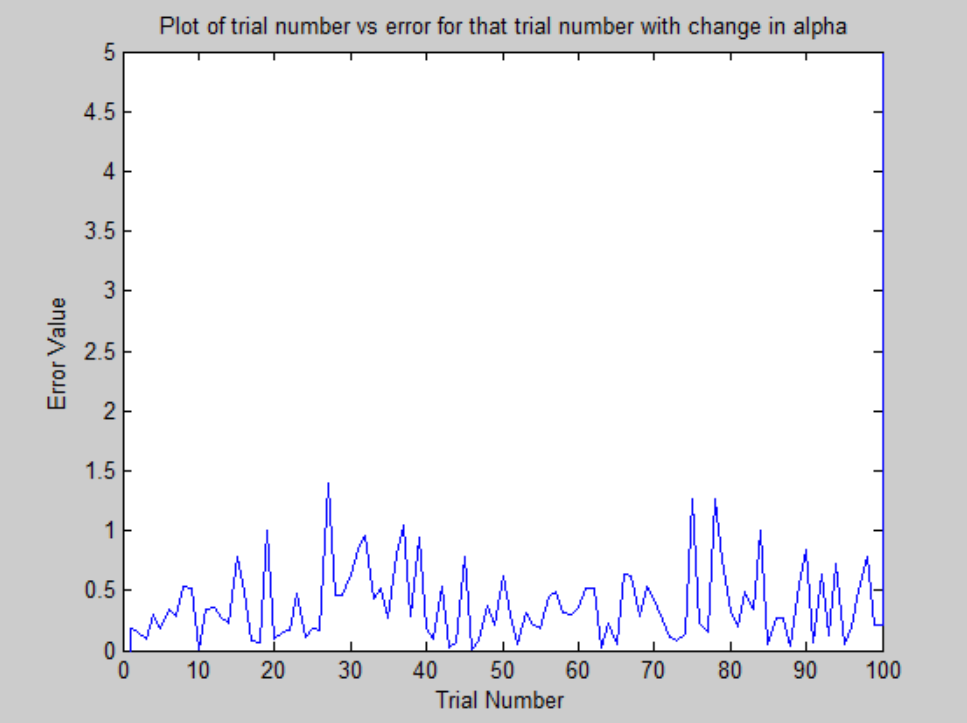 Plot of trial number vs error for that trial number with change in alpha
5
4.5
4
3.5
3
2.5
2
1.5
1
0.5
0
Error Value
0 10 20 30 40 50 60 70 80 90 100
Trial Number